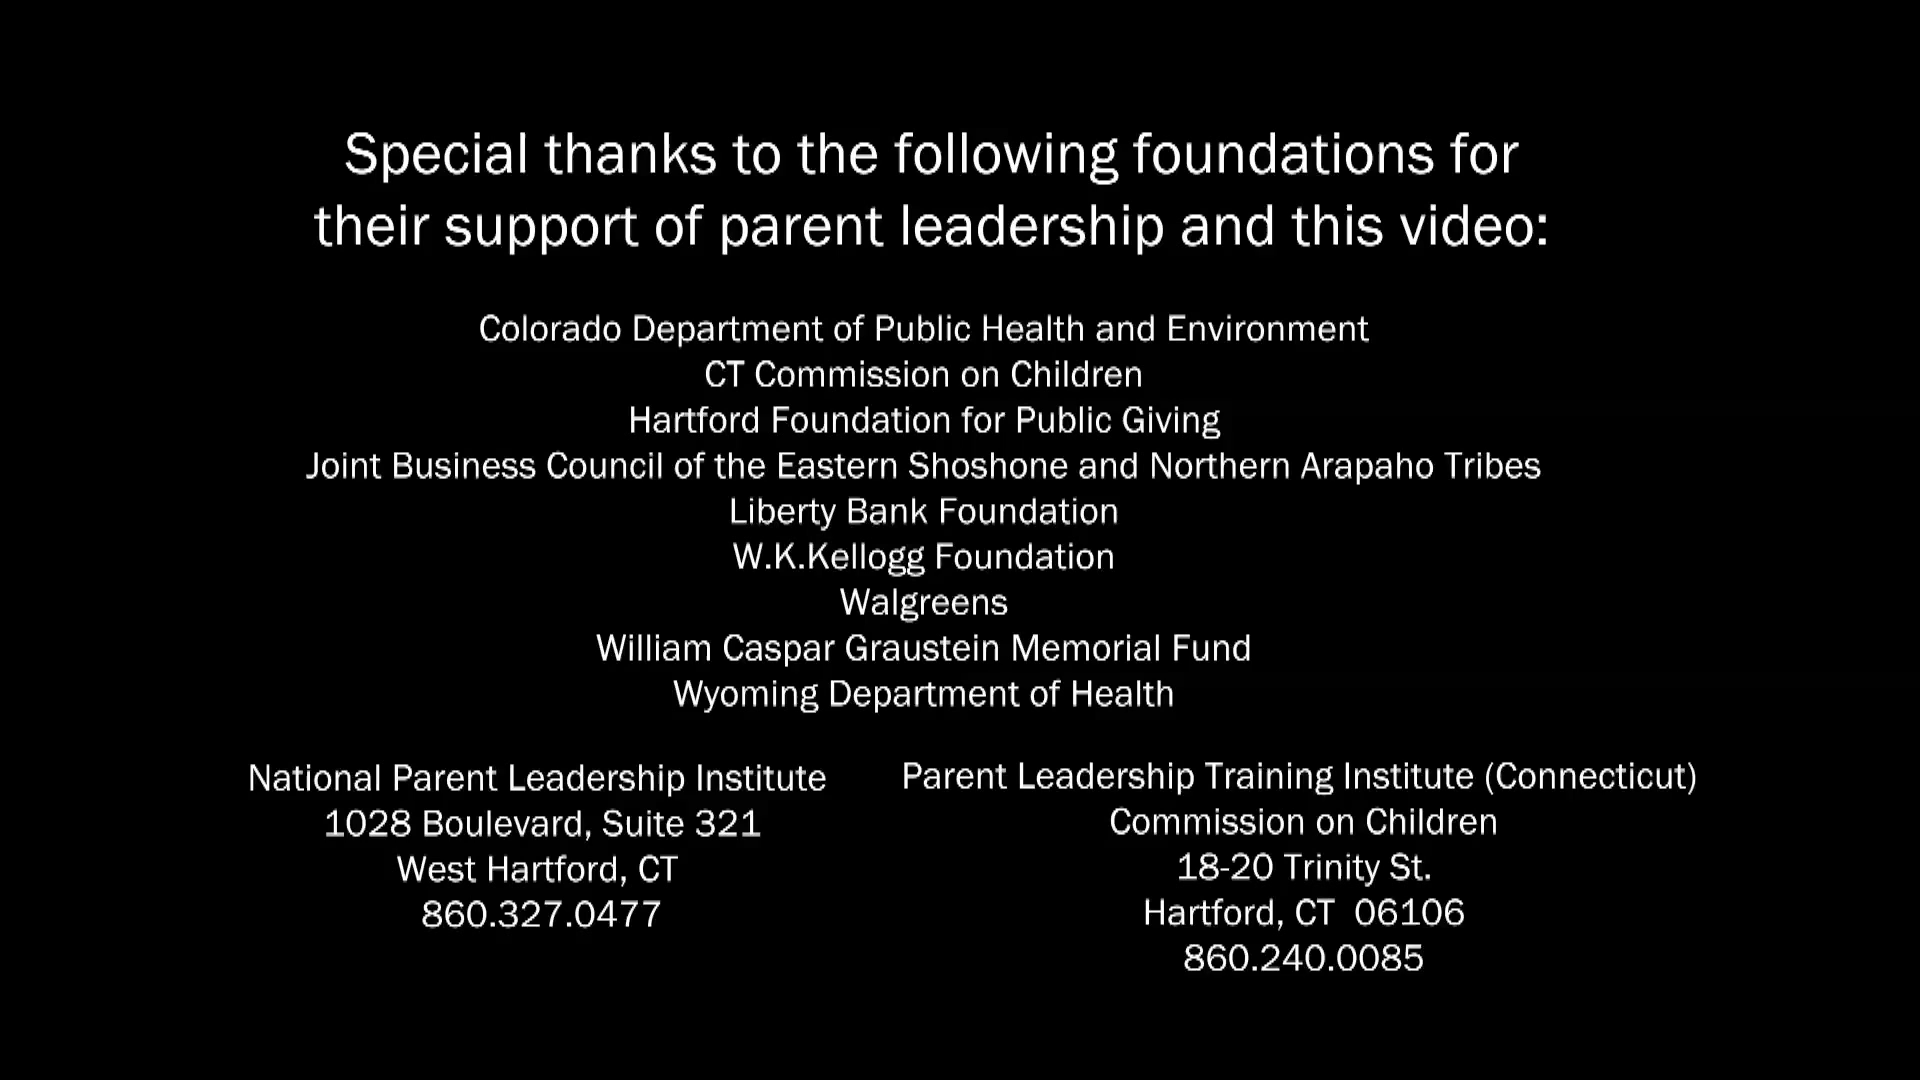 Special thanks to the following foundations for
their support of parent leadership and this video:
Colorado Department of Public Health and Environment
CT Commission on Children
Hartford Foundation for Public Giving
Joint Business Council of the Eastern Shoshone and Northern Arapaho Tribes
Liberty Bank Foundation
W.K.Kellogg Foundation
Walgreens
William Caspar Graustein Memorial Fund
Wyoming Department of Health
National Parent Leadership Institute
1028 Boulevard, Suite 321
West Hartford, CT
860.327.0477
Parent Leadership Training Institute (Connecticut)
Commission on Children
18-20 Trinity St.
Hartford, CT  06106
860.240.0085